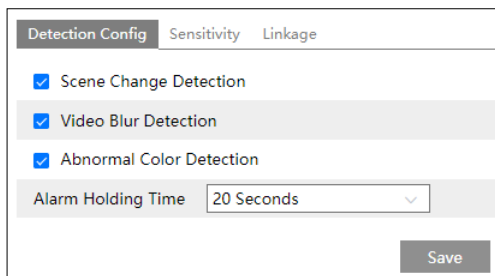 Detection Config Sensitivity Linkage
Scene Change Detection
Video Blur Detection
Abnormal Color Detection
Alarm Holding Time 20 Seconds
Save